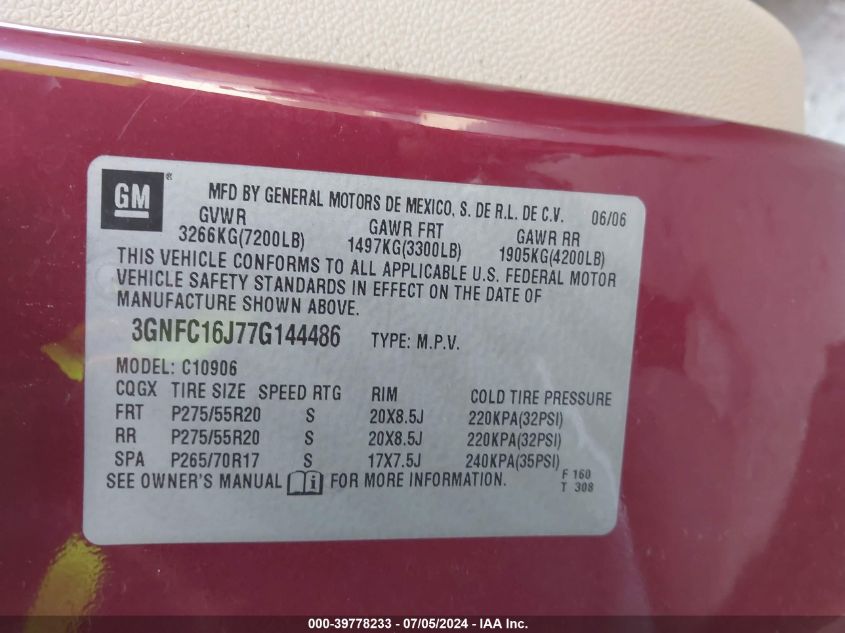 GM ® MFD BY GENERAL MOTORS DE MEXICO, S. DE R.L. DE C.V. 06/06
GVWR GAWR FRT GAWR RR
3266KG(7200LB) 1497KG(3300LB) 1905KG(4200LB)
THIS VEHICLE CONFORMS TO ALL APPLICABLE U.S. FEDERAL MOTOR
VEHICLE SAFETY STANDARDS IN EFFECT ON THE DATE OF
MANUFACTURE SHOWN ABOVE.
3GNFC16J77G144486 TYPE: M.P.V.
MODEL: C10906
CQGX TIRE SIZE SPEED RTG RIM COLD TIRE PRESSURE
FRT P275/55R20 S 20X8.5J 220KPA(32PSI)
RR P275/55R20 S 20X8.5J 220KPA(32PSI)
SPA P265/70R17 S 17X7.5J 240KPA(35PSI)
SEE OWNER'S MANUAL i FOR MORE INFORMATION. F 160
T 308
000-39778233 - 07/05/2024 - IAA Inc.